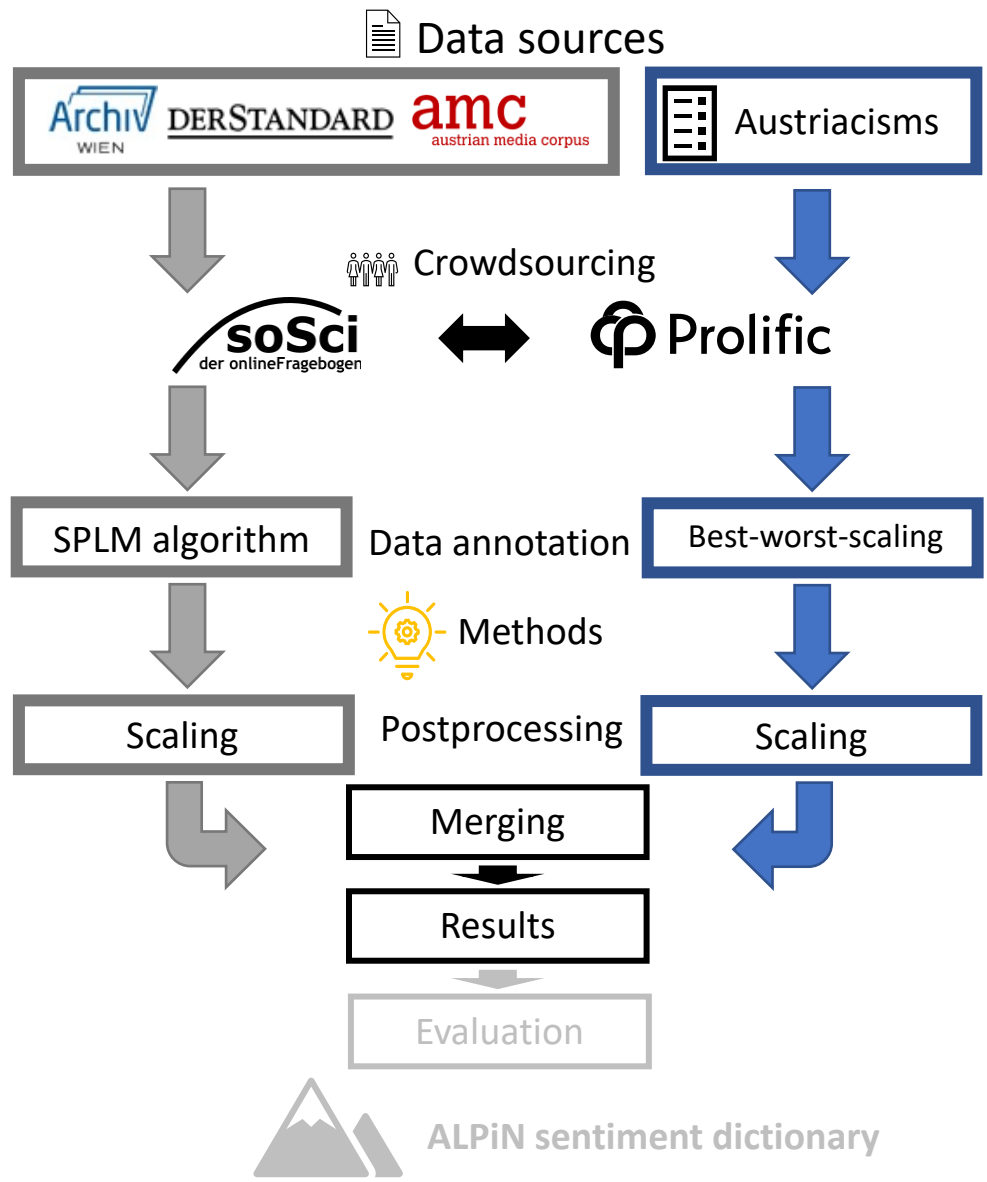 Data sources
Archiv
WIEN
DERSTANDARD
amc
austrian media corpus
Austriacisms
Crowdsourcing
soSci
der onlineFragebogen
Prolific
SPLM algorithm
Data annotation
Best-worst-scaling
Methods
Scaling
Postprocessing
Scaling
Merging
Results
Evaluation
ALPiN sentiment dictionary